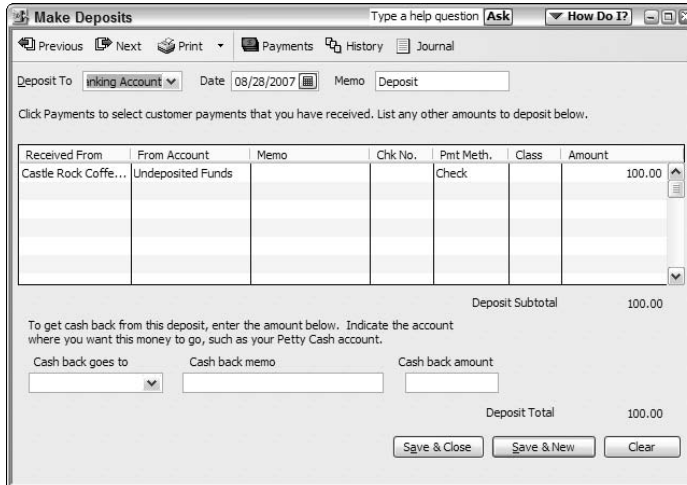 Make Deposits Type a help question Ask How Do I?
Previous Next Print Payments History Journal
Deposit To anking Account Date 08/28/2007 Memo Deposit
Click Payments to select customer payments that you have received. List any other amounts to deposit below.
Received From From Account Memo Chk No. Pmt Meth. Class Amount
Castle Rock Coffe... Undeposited Funds Check 100.00
Deposit Subtotal 100.00
To get cash back from this deposit, enter the amount below. Indicate the account
where you want this money to go, such as your Petty Cash account.
Cash back goes to Cash back memo Cash back amount
Deposit Total 100.00
Save & Close Save & New Clear